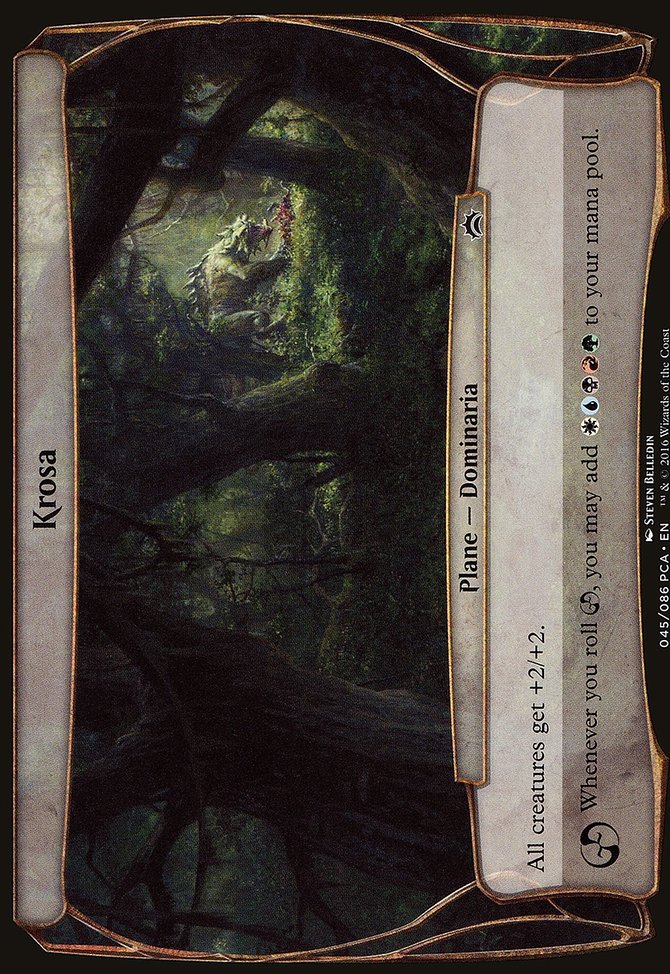 Krosa
Plane — Dominaria
All creatures get +2/+2.
Whenever you roll , you may add to your mana pool.
Steven Belledin
™ & © 2016 Wizards of the Coast
045/086 PCA • EN